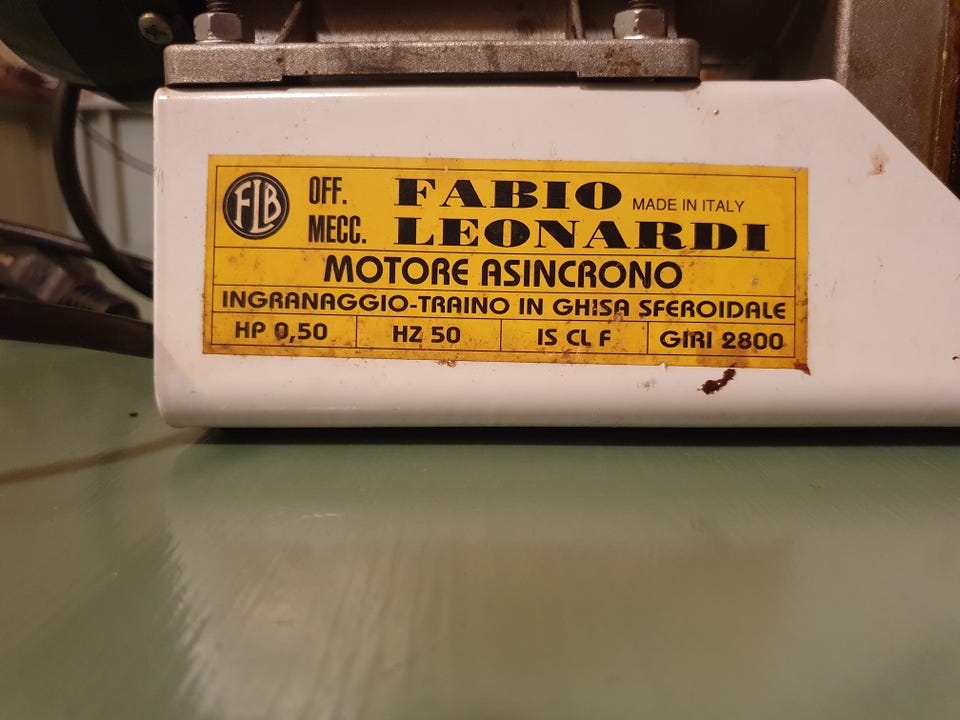 FLB OFF. MECC.
FABIO LEONARDI
MADE IN ITALY
MOTORE ASINCRONO
INGRANAGGIO-TRAINO IN GHISA SFEROIDALE
HP 0,50 HZ 50 IS CL F GIRI 2800